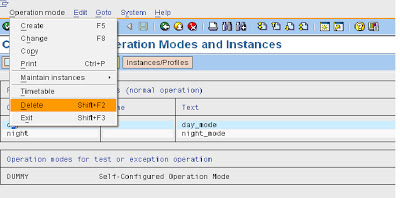 Operation mode Edit Goto System Help
Create F5
Change F8
Copy
Print Ctrl+P
Maintain instances
Timetable
Delete Shift+F2
Exit Shift+F3
peration Modes and Instances
Instances/Profiles
(normal operation)
Text
day_mode
night night_mode
Operation modes for test or exception operation
DUMMY Self-Configured Operation Mode